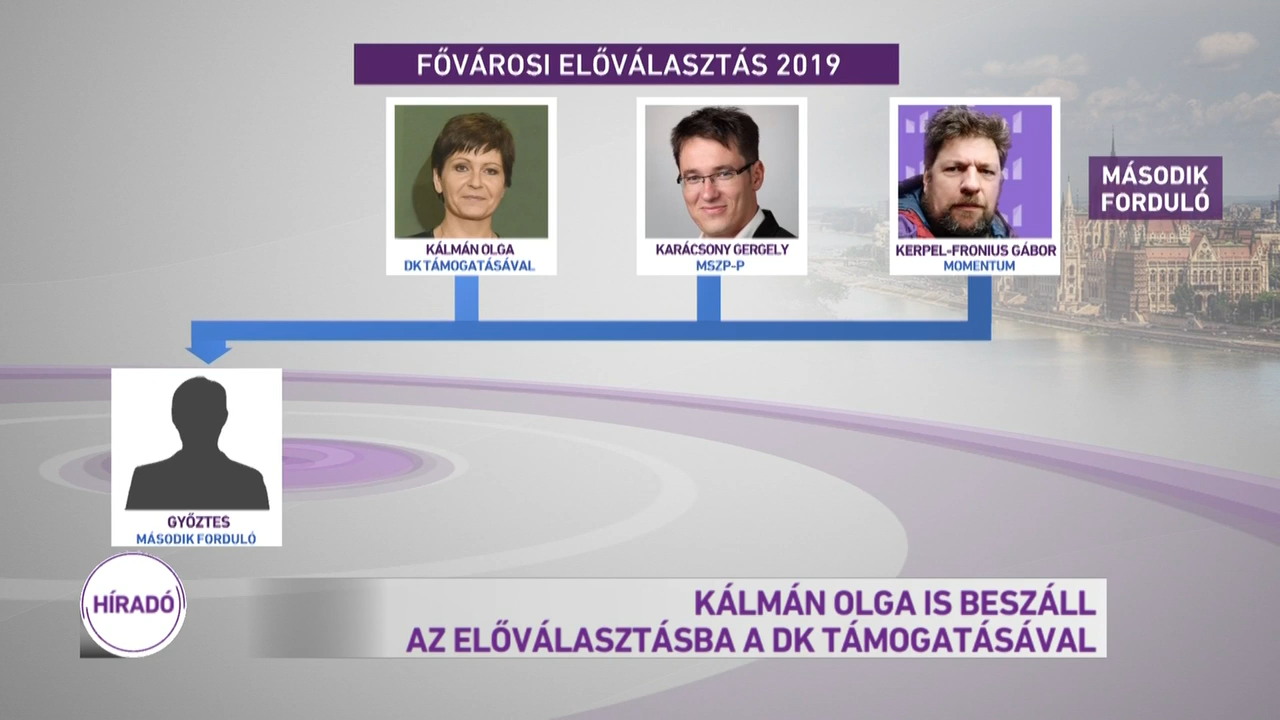 FŐVÁROSI ELŐVÁLASZTÁS 2019
KÁLMÁN OLGA
DK TÁMOGATÁSÁVAL
KARÁCSONY GERGELY
MSZP-P
KERPEL-FRONIUS GÁBOR
MOMENTUM
MÁSODIK
FORDULÓ
GYŐZTES
MÁSODIK FORDULÓ
HÍRADÓ
KÁLMÁN OLGA IS BESZÁLL
AZ ELŐVÁLASZTÁSBA A DK TÁMOGATÁSÁVAL